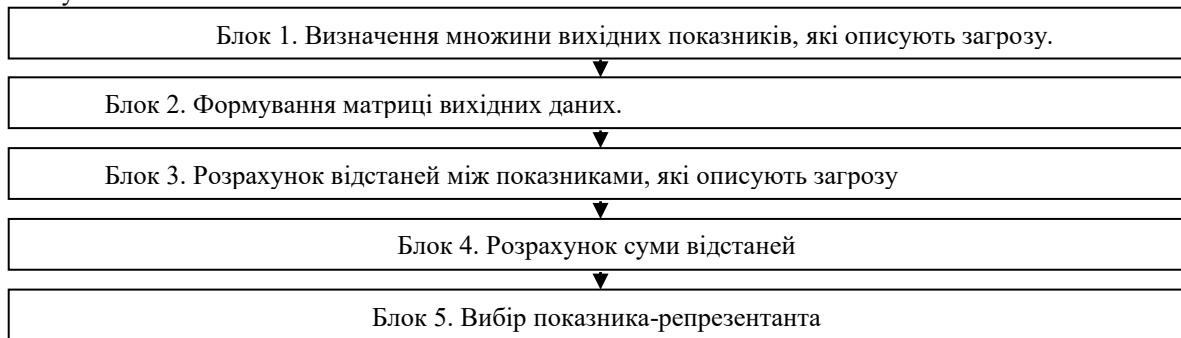 Блок 1. Визначення множини вихідних показників, які описують загрозу.
Блок 2. Формування матриці вихідних даних.
Блок 3. Розрахунок відстаней між показниками, які описують загрозу
Блок 4. Розрахунок суми відстаней
Блок 5. Вибір показника-репрезентанта